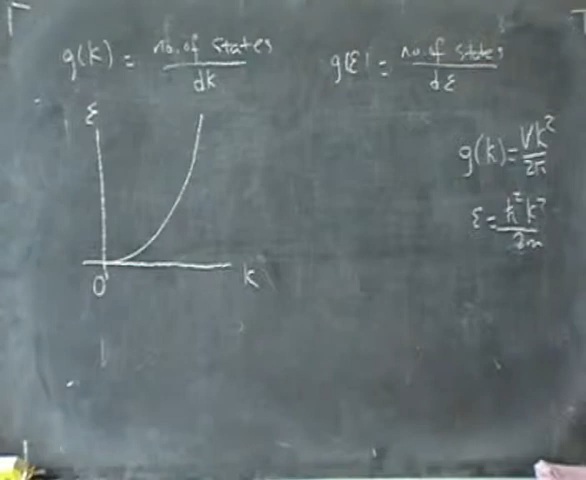 g(k) = no. of states / dk
g(ε) = no. of states / dε
ε
g(k) = Vk² / 2π
ε = ħ²k² / 2m
0
k